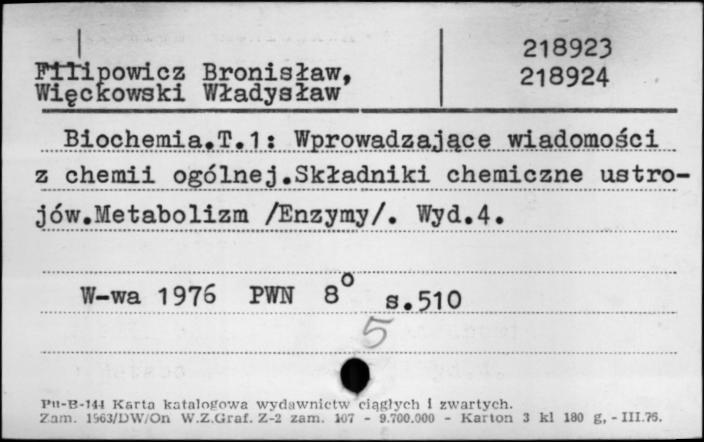 218923
Filipowicz Bronisław, 218924
Więckowski Władysław
Biochemia.T.1: Wprowadzające wiadomości
z chemii ogólnej.Składniki chemiczne ustro-
jów.Metabolizm /Enzymy/. Wyd.4.
W-wa 1976 PWN 8° s.510
5
Pu-B-144 Karta katalogowa wydawnictw ciągłych i zwartych.
Zam. 1563/DW/On W.Z.Graf. Z-2 zam. 107 - 9.700.000 - Karton 3 kl 180 g, - III.76.